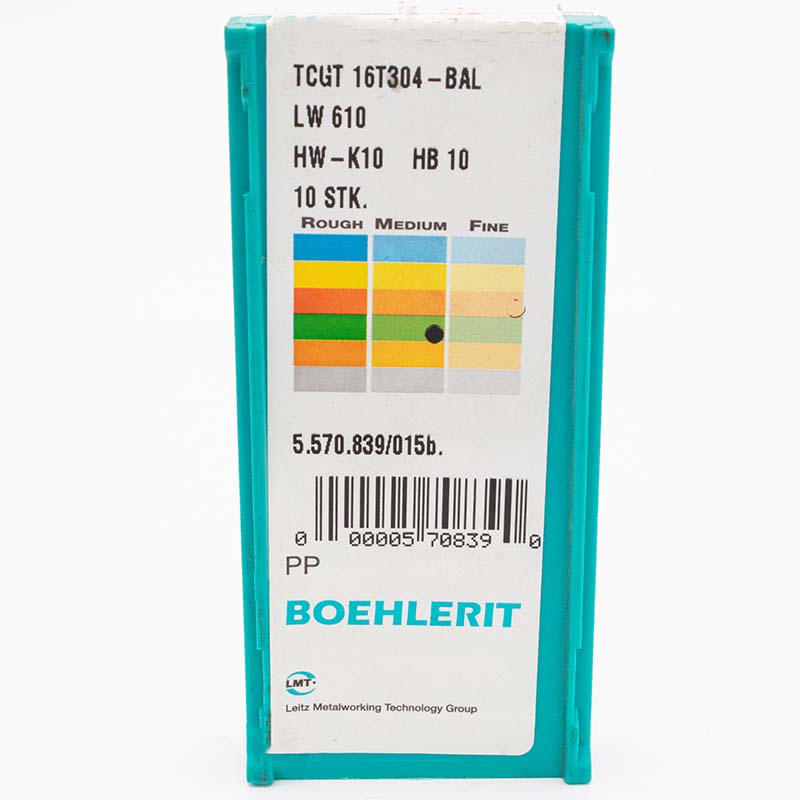 TCGT 16T304-BAL
LW 610
HW-K10 HB 10
10 STK.
ROUGH MEDIUM FINE
5.570.839/015b.
0 00005 70839 0
PP
BOEHLERIT
LMT
Leitz Metalworking Technology Group